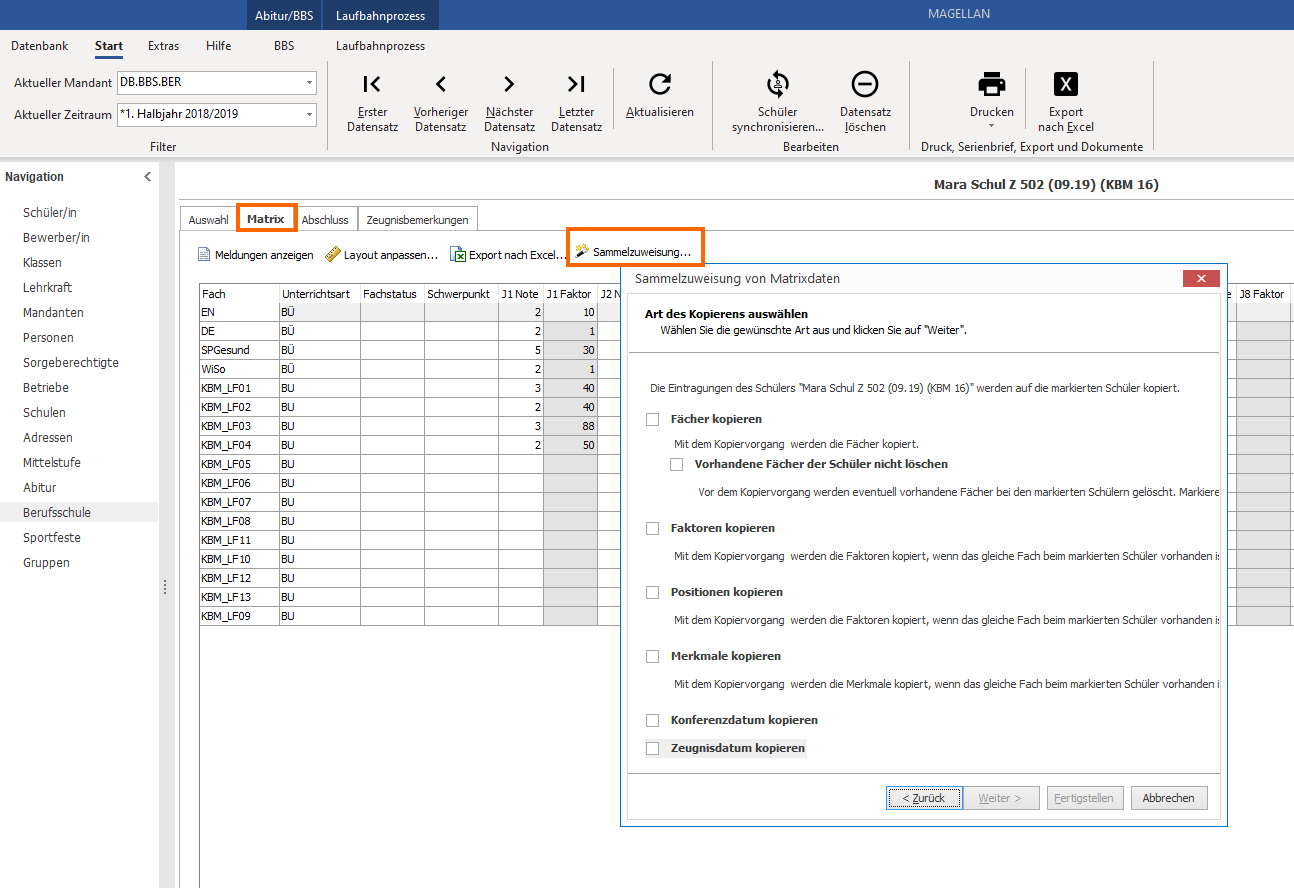 Abitur/BBS Laufbahnprozess MAGELLAN
Datenbank Start Extras Hilfe BBS Laufbahnprozess
Aktueller Mandant DB.BBS.BER
Aktueller Zeitraum *1. Halbjahr 2018/2019
Filter
Erster Datensatz
Vorheriger Datensatz
Nächster Datensatz
Letzter Datensatz
Aktualisieren
Navigation
Schüler synchronisieren...
Datensatz löschen
Bearbeiten
Drucken
Export nach Excel
Druck, Serienbrief, Export und Dokumente
Navigation
Schüler/in
Bewerber/in
Klassen
Lehrkraft
Mandanten
Personen
Sorgeberechtigte
Betriebe
Schulen
Adressen
Mittelstufe
Abitur
Berufsschule
Sportfeste
Gruppen
Mara Schul Z 502 (09.19) (KBM 16)
Auswahl Matrix Abschluss Zeugnisbemerkungen
Meldungen anzeigen Layout anpassen... Export nach Excel... Sammelzuweisung...
Fach Unterrichtsart Fachstatus Schwerpunkt J1 Note J1 Faktor J2 N e J8 Faktor
EN BÜ 2 10
DE BÜ 2 1
SPGesund BÜ 5 30
WiSo BÜ 2 1
KBM_LF01 BU 3 40
KBM_LF02 BU 2 40
KBM_LF03 BU 3 88
KBM_LF04 BU 2 50
KBM_LF05 BU
KBM_LF06 BU
KBM_LF07 BU
KBM_LF08 BU
KBM_LF11 BU
KBM_LF10 BU
KBM_LF12 BU
KBM_LF13 BU
KBM_LF09 BU
Sammelzuweisung von Matrixdaten
Art des Kopierens auswählen
Wählen Sie die gewünschte Art aus und klicken Sie auf "Weiter".
Die Eintragungen des Schülers "Mara Schul Z 502 (09.19) (KBM 16)" werden auf die markierten Schüler kopiert.
Fächer kopieren
Mit dem Kopiervorgang werden die Fächer kopiert.
Vorhandene Fächer der Schüler nicht löschen
Vor dem Kopiervorgang werden eventuell vorhandene Fächer bei den markierten Schülern gelöscht. Markiere
Faktoren kopieren
Mit dem Kopiervorgang werden die Faktoren kopiert, wenn das gleiche Fach beim markierten Schüler vorhanden is
Positionen kopieren
Mit dem Kopiervorgang werden die Faktoren kopiert, wenn das gleiche Fach beim markierten Schüler vorhanden is
Merkmale kopieren
Mit dem Kopiervorgang werden die Merkmale kopiert, wenn das gleiche Fach beim markierten Schüler vorhanden i
Konferenzdatum kopieren
Zeugnisdatum kopieren
< Zurück Weiter > Fertigstellen Abbrechen